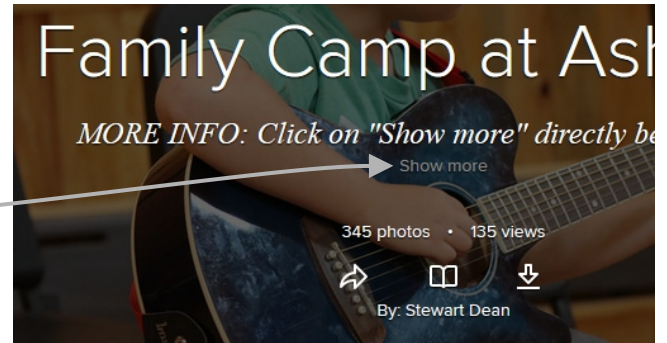 Family Camp at Ash
MORE INFO: Click on "Show more" directly be
Show more
345 photos • 135 views
By: Stewart Dean